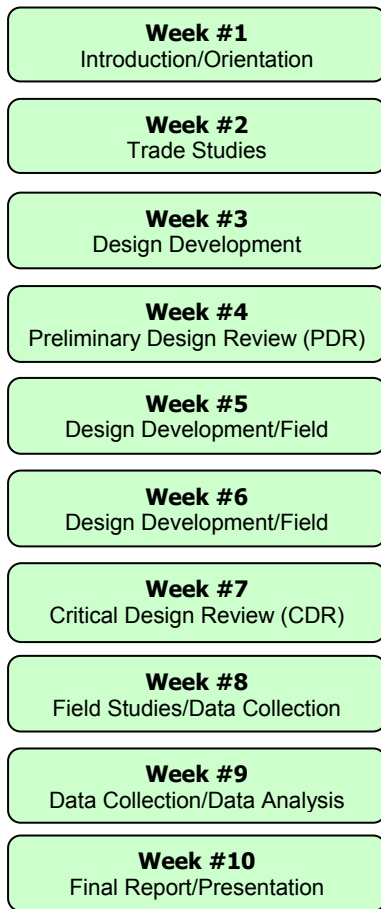 Week #1
Introduction/Orientation
Week #2
Trade Studies
Week #3
Design Development
Week #4
Preliminary Design Review (PDR)
Week #5
Design Development/Field
Week #6
Design Development/Field
Week #7
Critical Design Review (CDR)
Week #8
Field Studies/Data Collection
Week #9
Data Collection/Data Analysis
Week #10
Final Report/Presentation